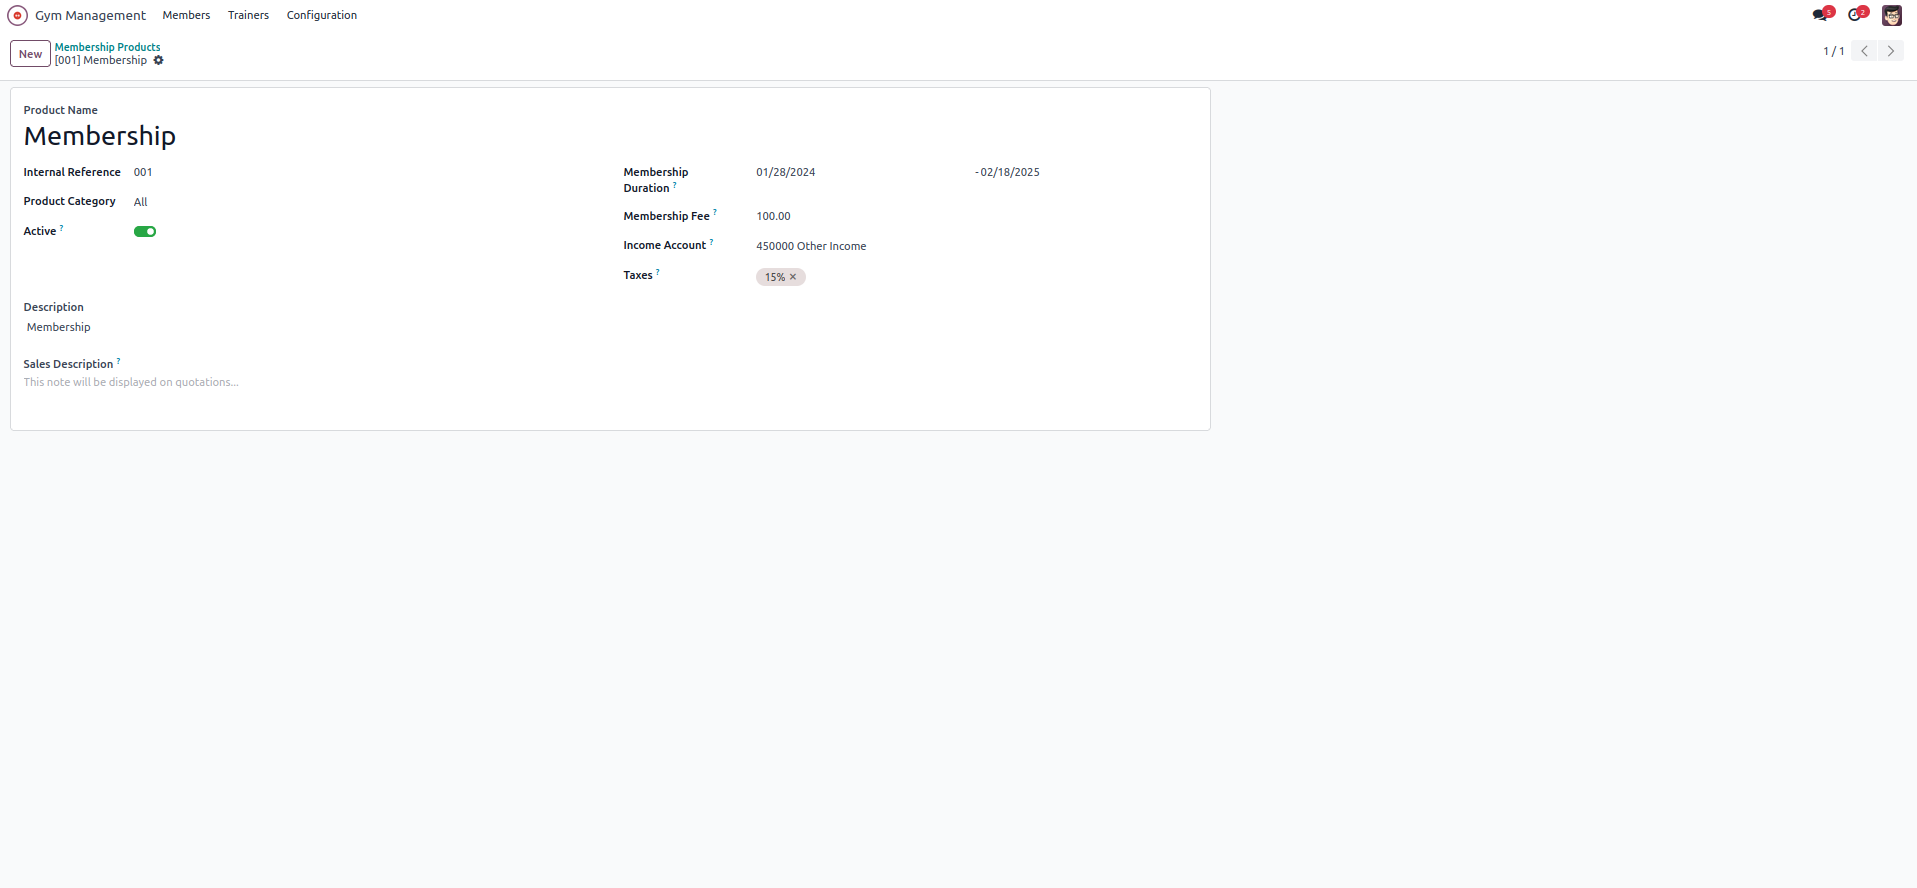 Gym Management Members Trainers Configuration 5 2
New Membership Products
[001] Membership
1 / 1
Product Name
Membership
Internal Reference 001
Product Category All
Active ?
Membership Duration ? 01/28/2024 - 02/18/2025
Membership Fee ? 100.00
Income Account ? 450000 Other Income
Taxes ? 15% ×
Description
Membership
Sales Description ?
This note will be displayed on quotations...